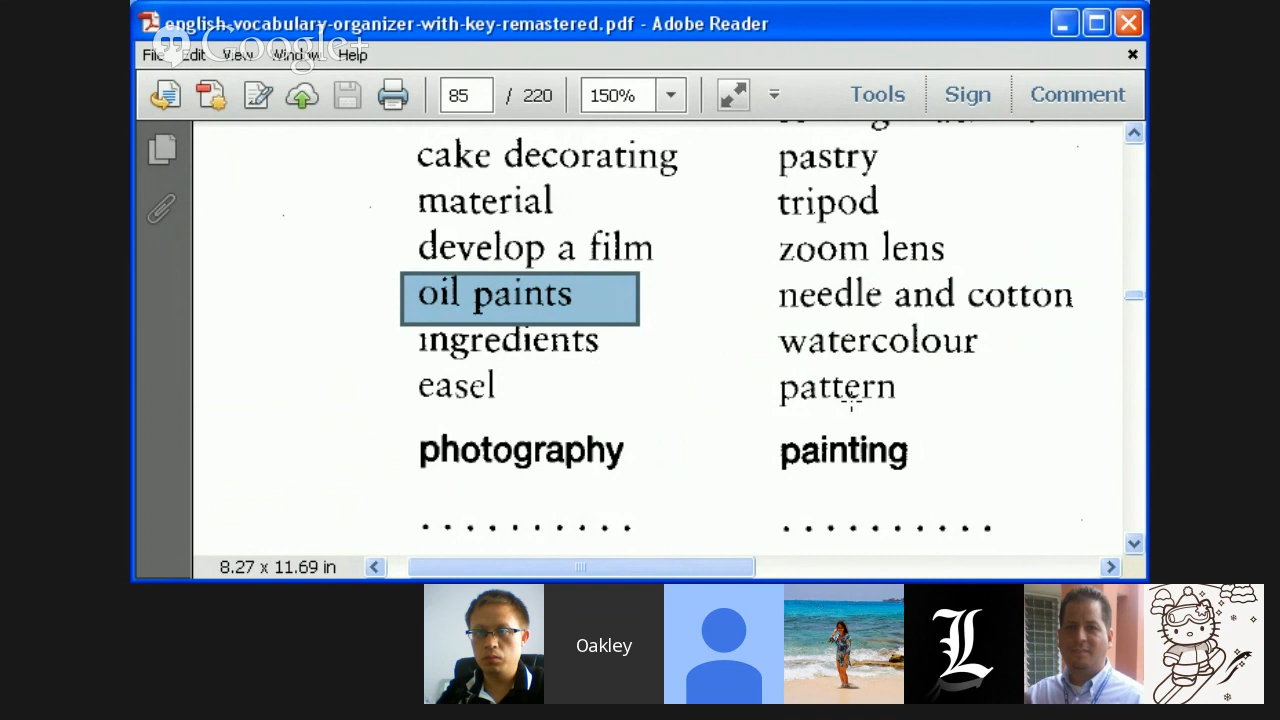 english-vocabulary-organizer-with-key-remastered.pdf - Adobe Reader
Google+
File Edit View Window Help
85 / 220 150% Tools Sign Comment
cake decorating pastry
material tripod
develop a film zoom lens
oil paints needle and cotton
ingredients watercolour
easel pattern
photography painting
. . . . . . . . . . . . . . . . . . . .
8.27 x 11.69 in
Oakley
L